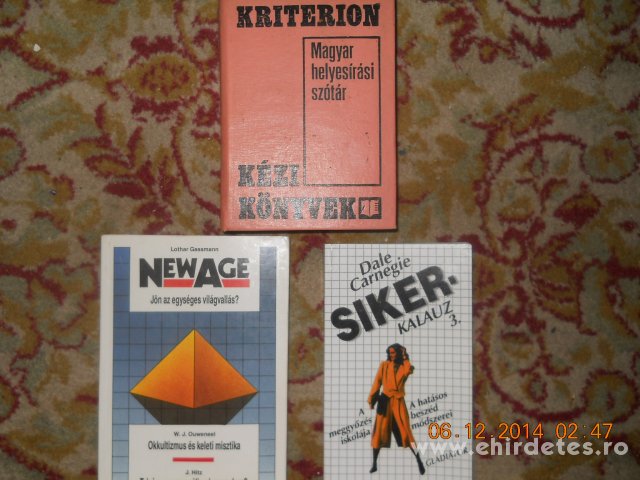 KRITERION
Magyar
helyesírási
szótár
KÉZI
KÖNYVEK
Lothar Gassmann
NEW AGE
Jön az egységes világvallás?
W. J. Ouweneel
Okkultizmus és keleti misztika
J. Hitz
Dale
Carnegie
SIKER-
KALAUZ
3.
A
meggyőzés
iskolája
A hatásos
beszéd
módszerei
GLADIÁTOR
06.12.2014 02:47
www.ehirdetes.ro